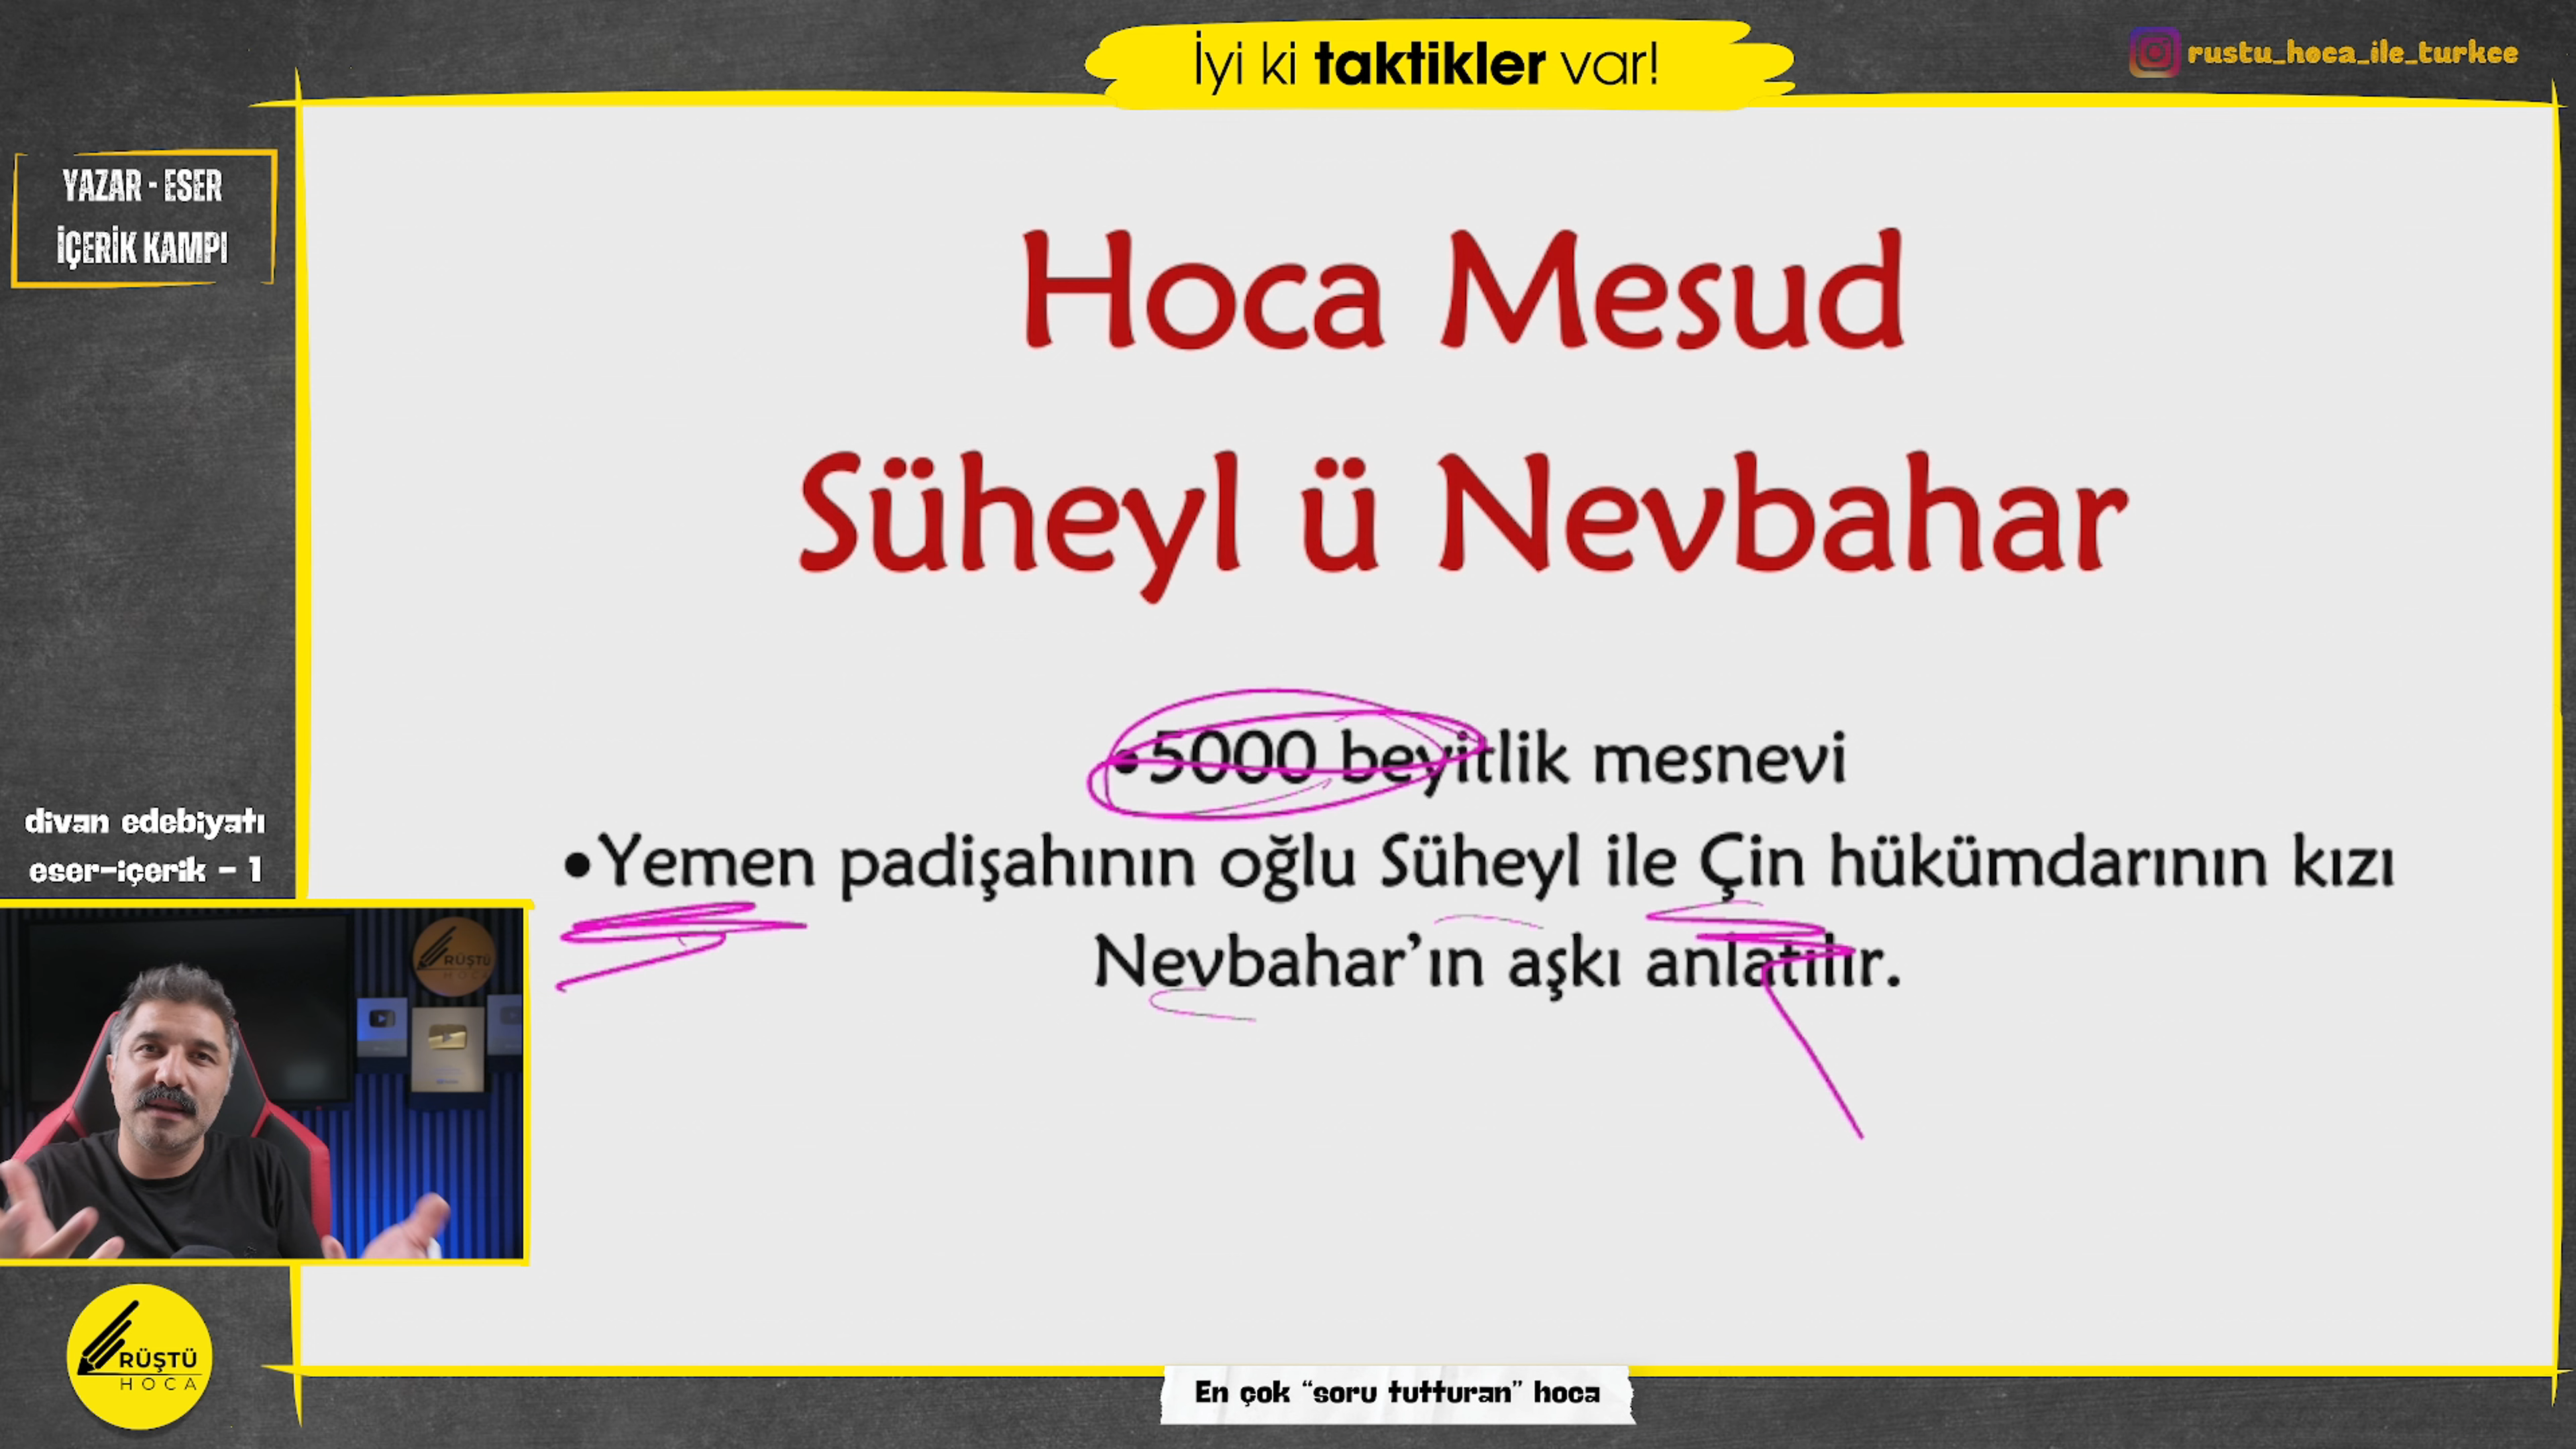 İyi ki taktikler var!
rustu_hoca_ile_turkce
YAZAR - ESER
İÇERİK KAMPI
Hoca Mesud
Süheyl ü Nevbahar
•5000 beyitlik mesnevi
•Yemen padişahının oğlu Süheyl ile Çin hükümdarının kızı
Nevbahar’ın aşkı anlatılır.
divan edebiyatı
eser-içerik - 1
RÜŞTÜ
HOCA
RÜŞTÜ
HOCA
En çok “soru tutturan” hoca